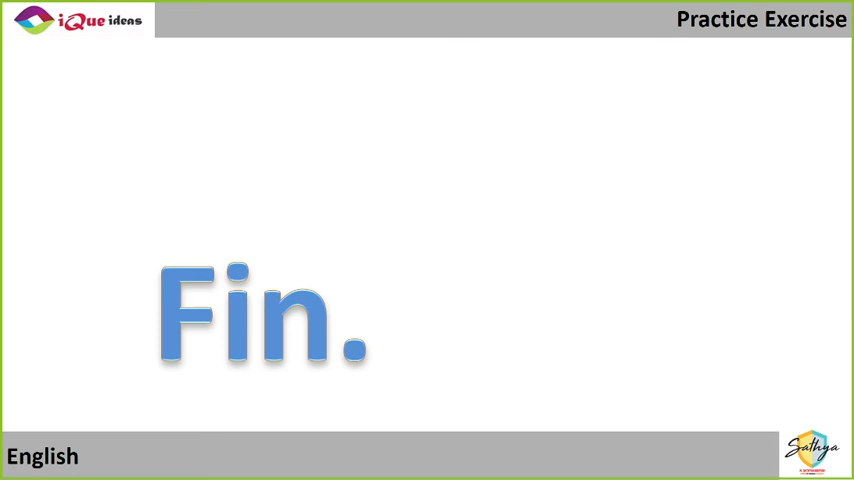 iQue ideas
Practice Exercise
Fin.
English
Sathya